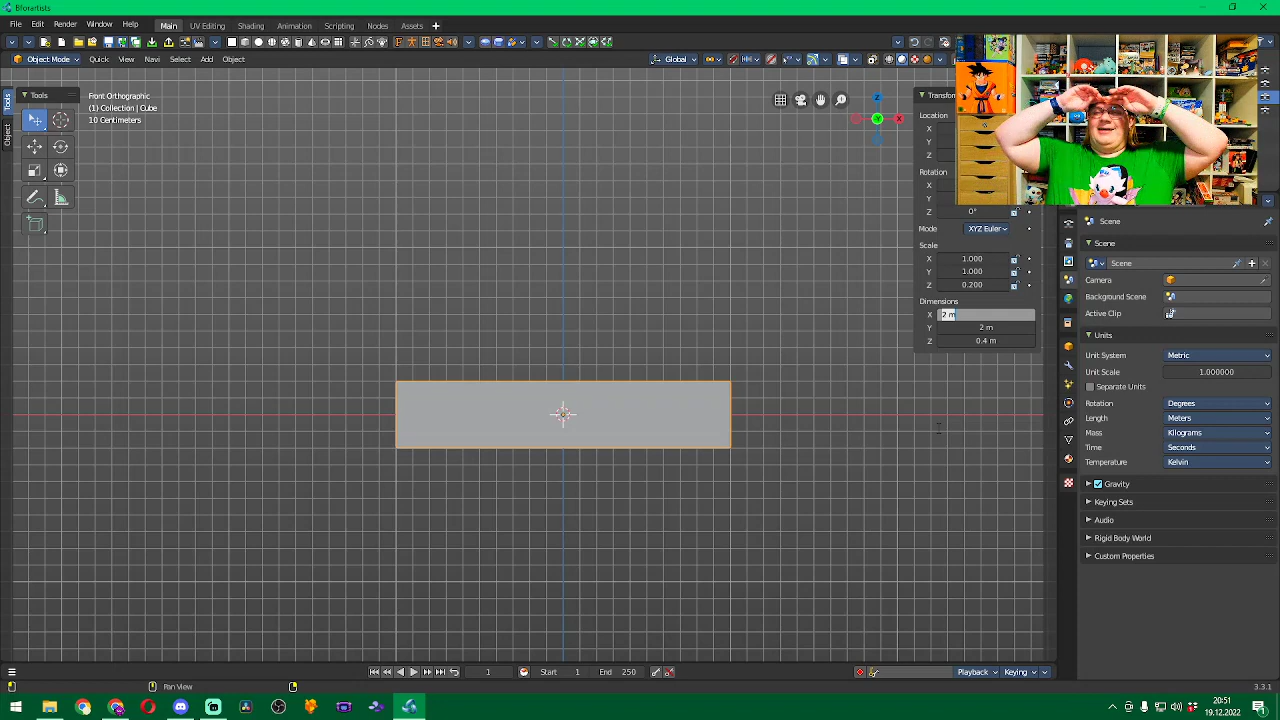 Bforartists
File Edit Render Window Help Main UV Editing Shading Animation Scripting Nodes Assets
Object Mode Quick View Navi Select Add Object Global
Tools
Tools
Object
Front Orthographic
(1) Collection | Cube
10 Centimeters
Z
Y
X
Transform
Location
X
Y
Z
Rotation
X
Y
Z 0°
Mode XYZ Euler
Scale
X 1.000
Y 1.000
Z 0.200
Dimensions
X 2 m
Y 2 m
Z 0.4 m
Scene
Scene
Scene
Camera
Background Scene
Active Clip
Units
Unit System Metric
Unit Scale 1.000000
Separate Units
Rotation Degrees
Length Meters
Mass Kilograms
Time Seconds
Temperature Kelvin
Gravity
Keying Sets
Audio
Rigid Body World
Custom Properties
1 Start 1 End 250 Playback Keying
Pan View 3.3.1
20:51
19.12.2022